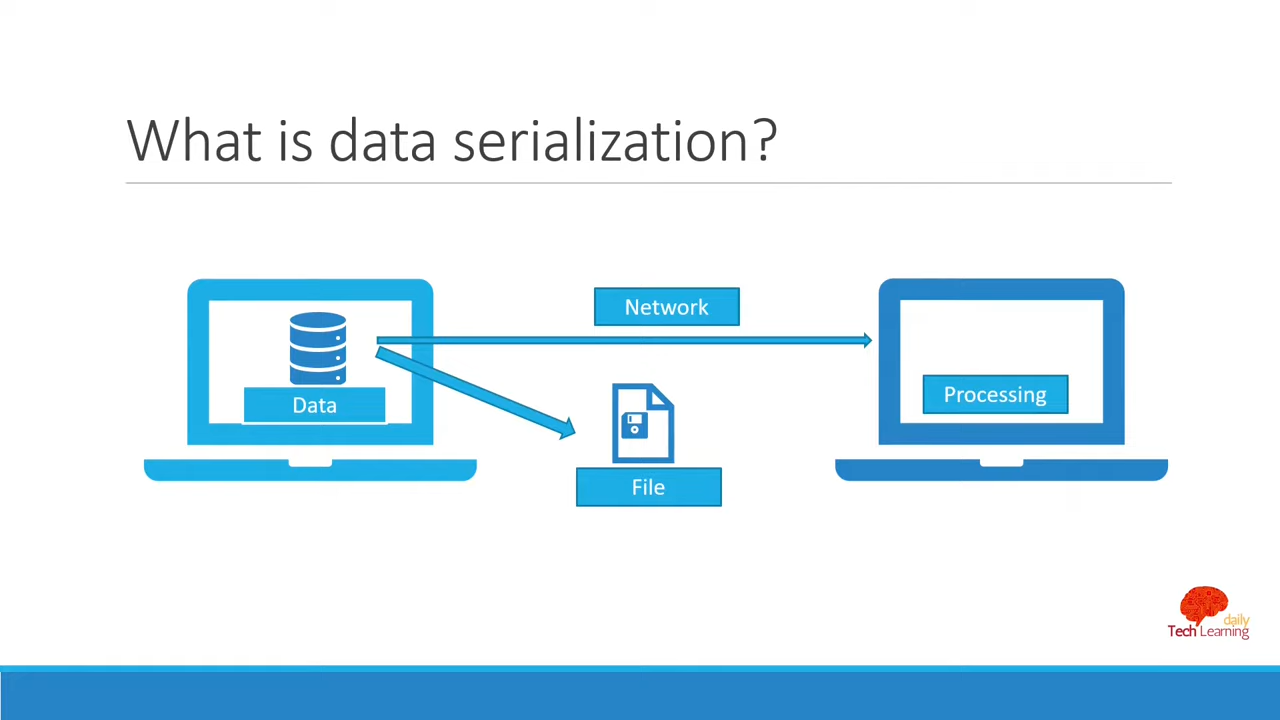 What is data serialization?
Network
Data
Processing
File
daily
Tech Learning